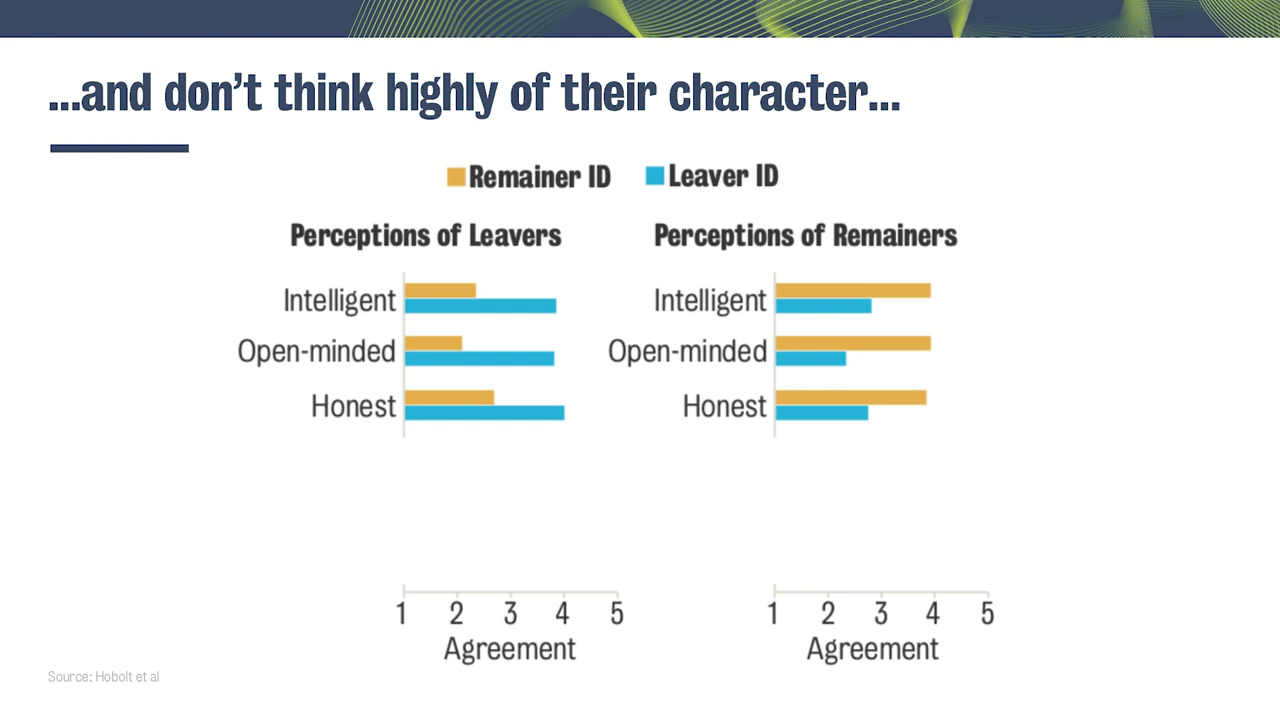 ...and don’t think highly of their character...
Remainer ID
Leaver ID
Perceptions of Leavers
Intelligent
Open-minded
Honest
1 2 3 4 5
Agreement
Perceptions of Remainers
Intelligent
Open-minded
Honest
1 2 3 4 5
Agreement
Source: Hobolt et al